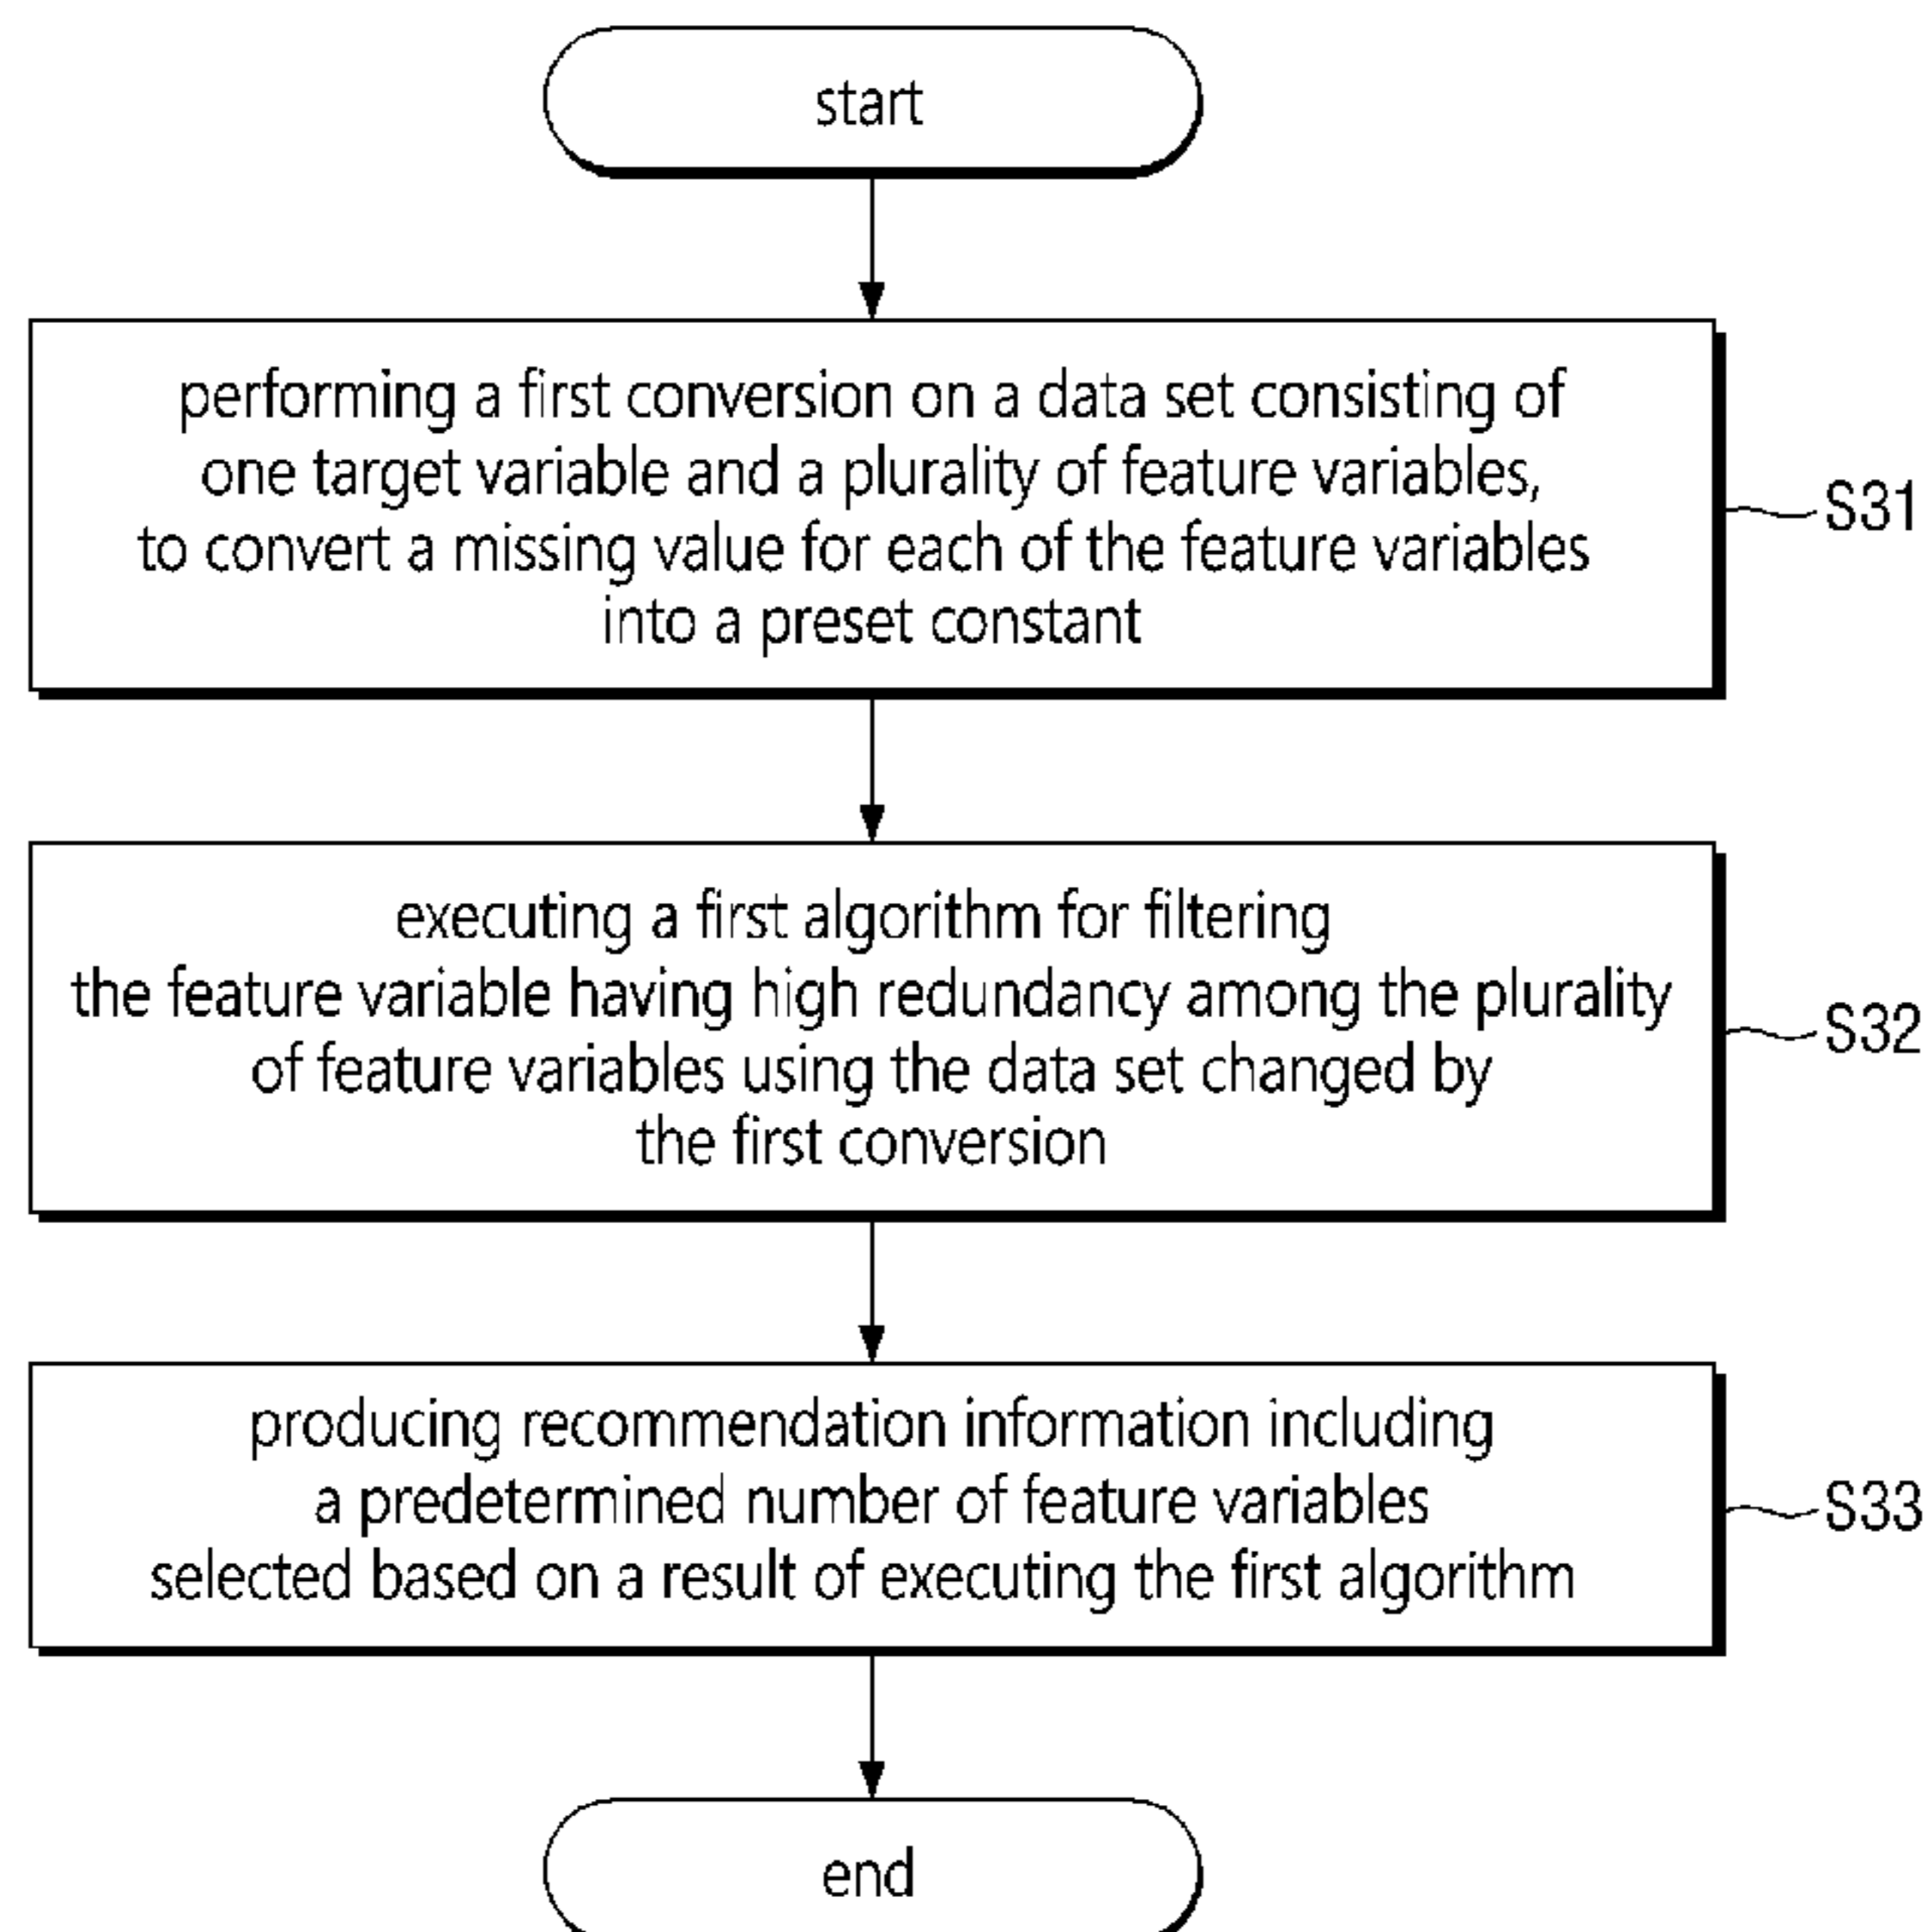 start
performing a first conversion on a data set consisting of
one target variable and a plurality of feature variables,
to convert a missing value for each of the feature variables
into a preset constant
S31
executing a first algorithm for filtering
the feature variable having high redundancy among the plurality
of feature variables using the data set changed by
the first conversion
S32
producing recommendation information including
a predetermined number of feature variables
selected based on a result of executing the first algorithm
S33
end